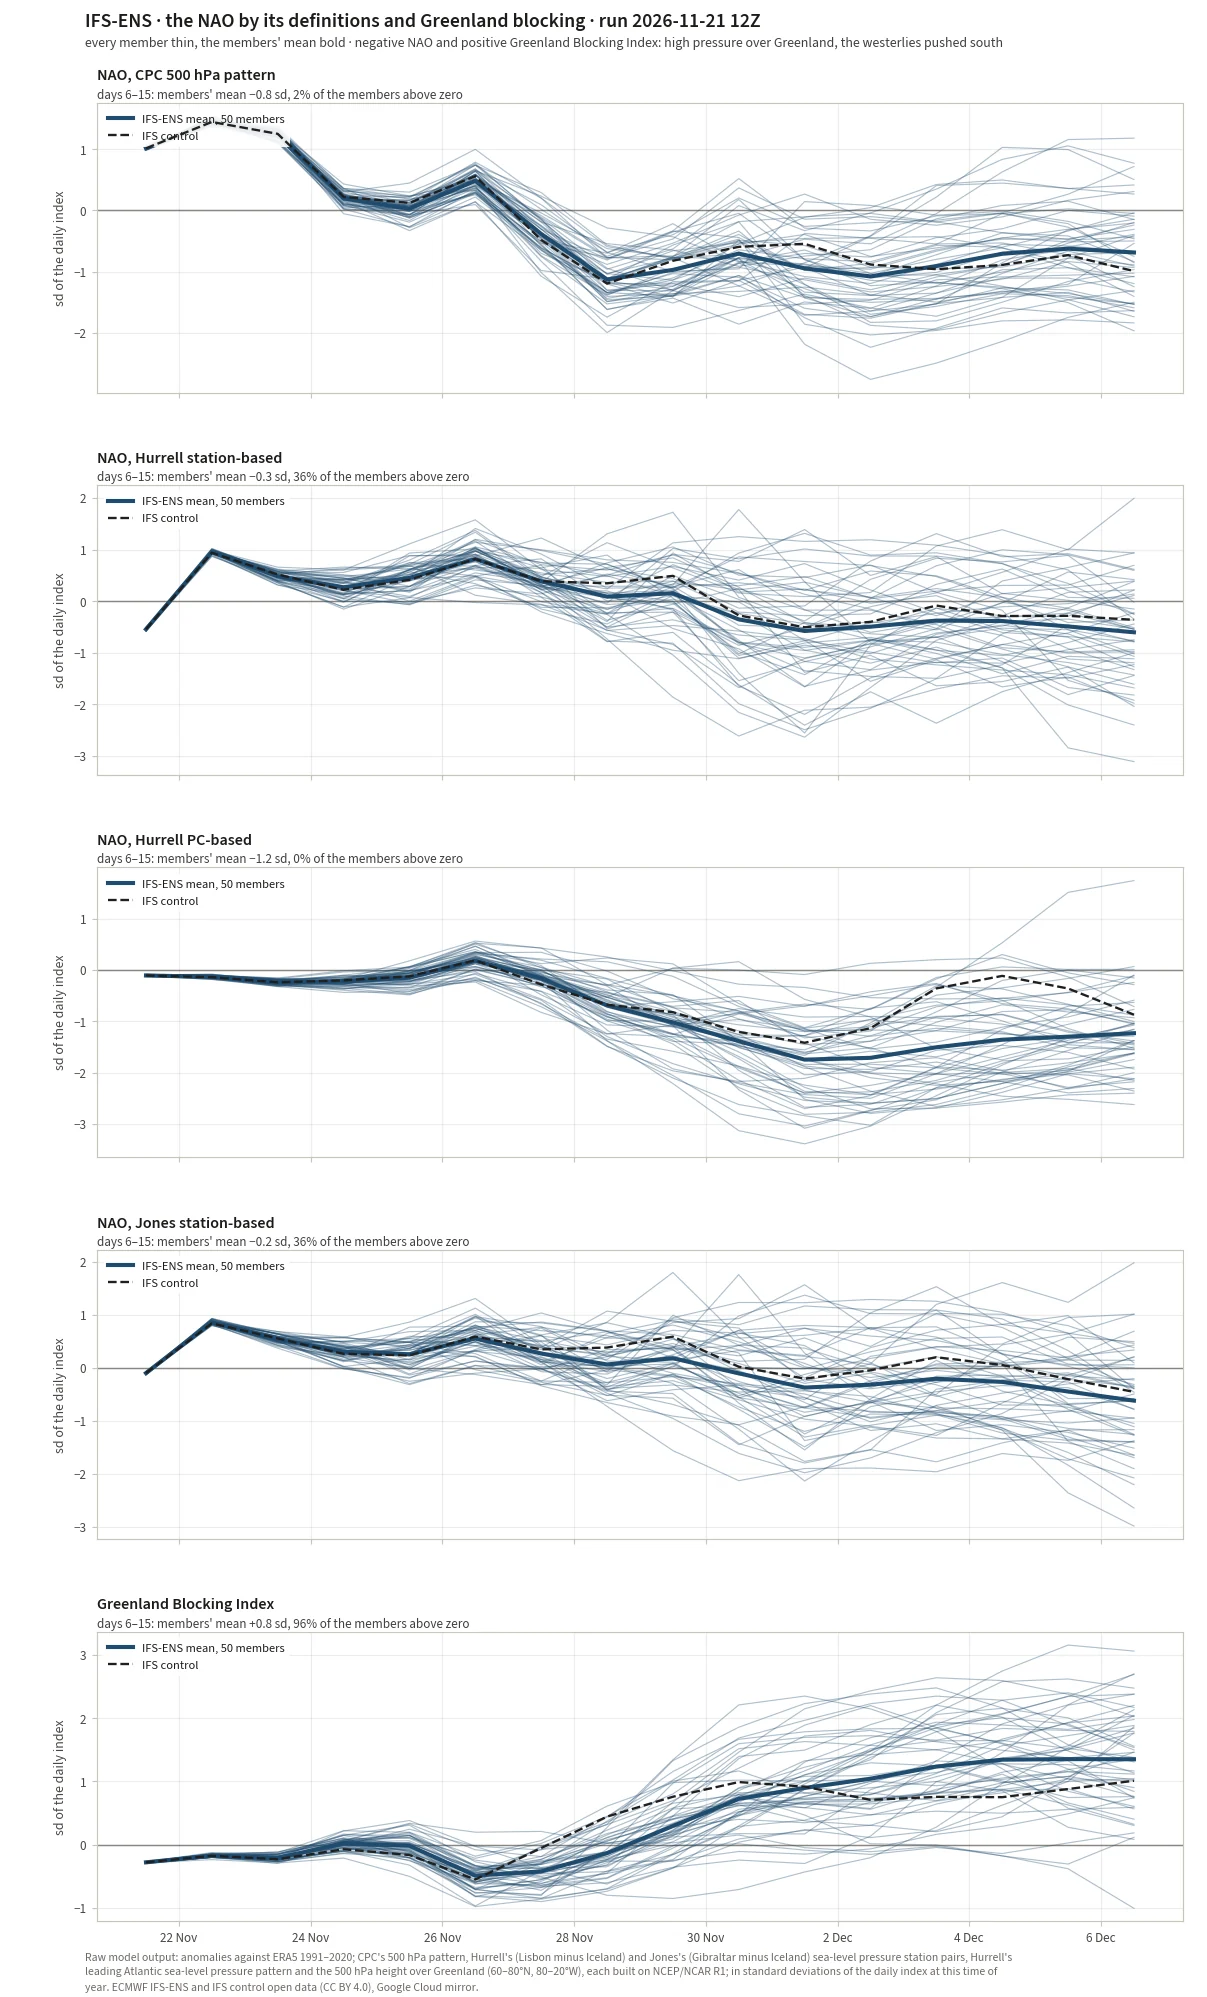 IFS-ENS · the NAO by its definitions and Greenland blocking · run 2026-11-21 12Z
every member thin, the members' mean bold · negative NAO and positive Greenland Blocking Index: high pressure over Greenland, the westerlies pushed south
NAO, CPC 500 hPa pattern
days 6–15: members' mean −0.8 sd, 2% of the members above zero
IFS-ENS mean, 50 members
IFS control
1
0
−1
−2
sd of the daily index
NAO, Hurrell station-based
days 6–15: members' mean −0.3 sd, 36% of the members above zero
IFS-ENS mean, 50 members
IFS control
2
1
0
−1
−2
−3
sd of the daily index
NAO, Hurrell PC-based
days 6–15: members' mean −1.2 sd, 0% of the members above zero
IFS-ENS mean, 50 members
IFS control
1
0
−1
−2
−3
sd of the daily index
NAO, Jones station-based
days 6–15: members' mean −0.2 sd, 36% of the members above zero
IFS-ENS mean, 50 members
IFS control
2
1
0
−1
−2
−3
sd of the daily index
Greenland Blocking Index
days 6–15: members' mean +0.8 sd, 96% of the members above zero
IFS-ENS mean, 50 members
IFS control
3
2
1
0
−1
sd of the daily index
22 Nov 24 Nov 26 Nov 28 Nov 30 Nov 2 Dec 4 Dec 6 Dec
Raw model output: anomalies against ERA5 1991–2020; CPC's 500 hPa pattern, Hurrell's (Lisbon minus Iceland) and Jones's (Gibraltar minus Iceland) sea-level pressure station pairs, Hurrell's
leading Atlantic sea-level pressure pattern and the 500 hPa height over Greenland (60–80°N, 80–20°W), each built on NCEP/NCAR R1; in standard deviations of the daily index at this time of
year. ECMWF IFS-ENS and IFS control open data (CC BY 4.0), Google Cloud mirror.